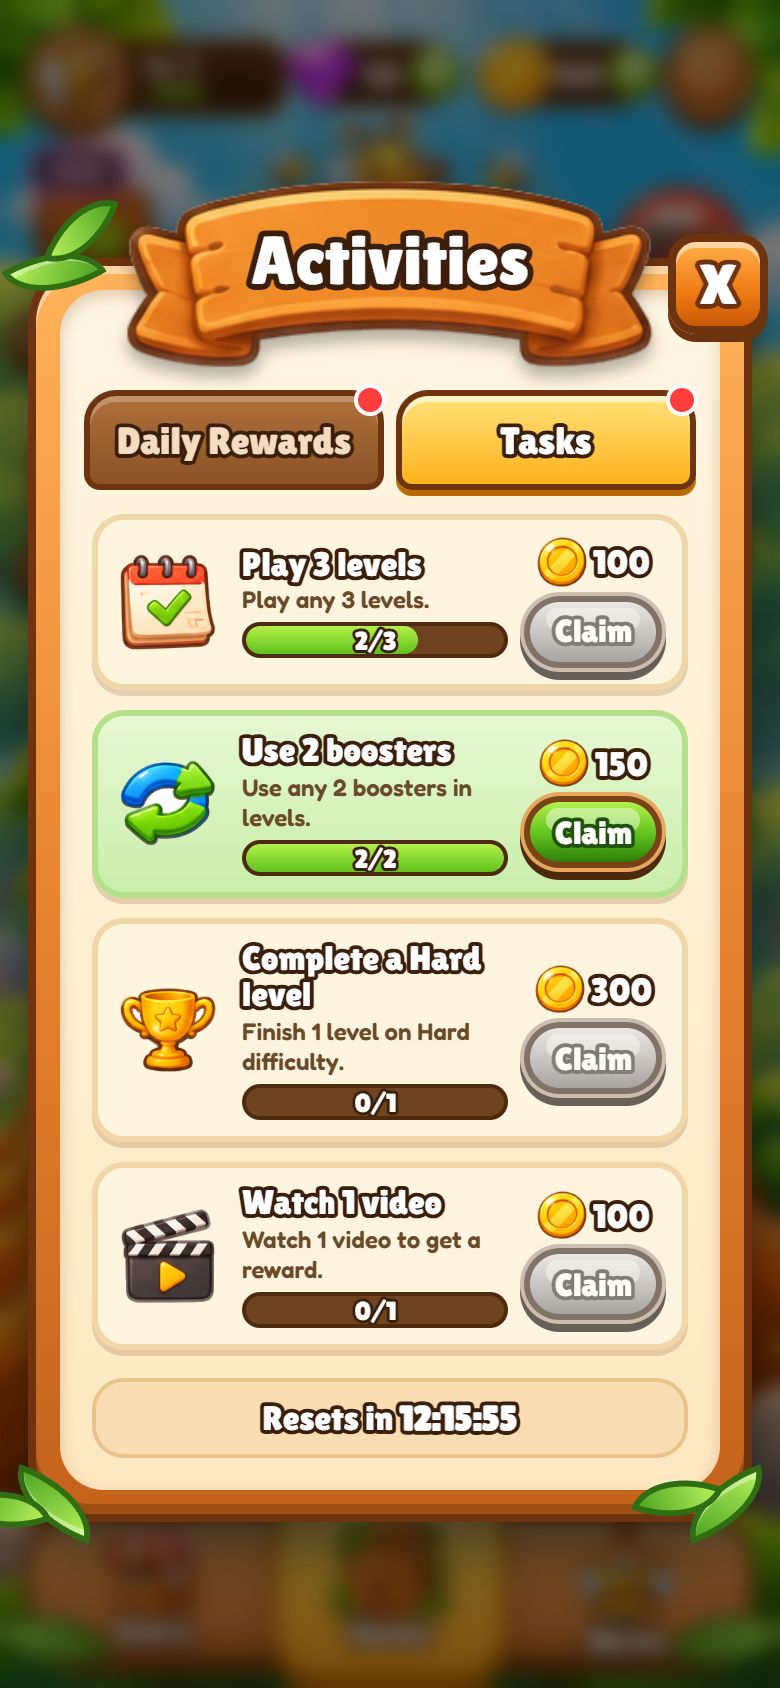 Activities
X
Daily Rewards
Tasks
Play 3 levels
Play any 3 levels.
2/3
100
Claim
Use 2 boosters
Use any 2 boosters in
levels.
2/2
150
Claim
Complete a Hard
level
Finish 1 level on Hard
difficulty.
0/1
300
Claim
Watch 1 video
Watch 1 video to get a
reward.
0/1
100
Claim
Resets in 12:15:55